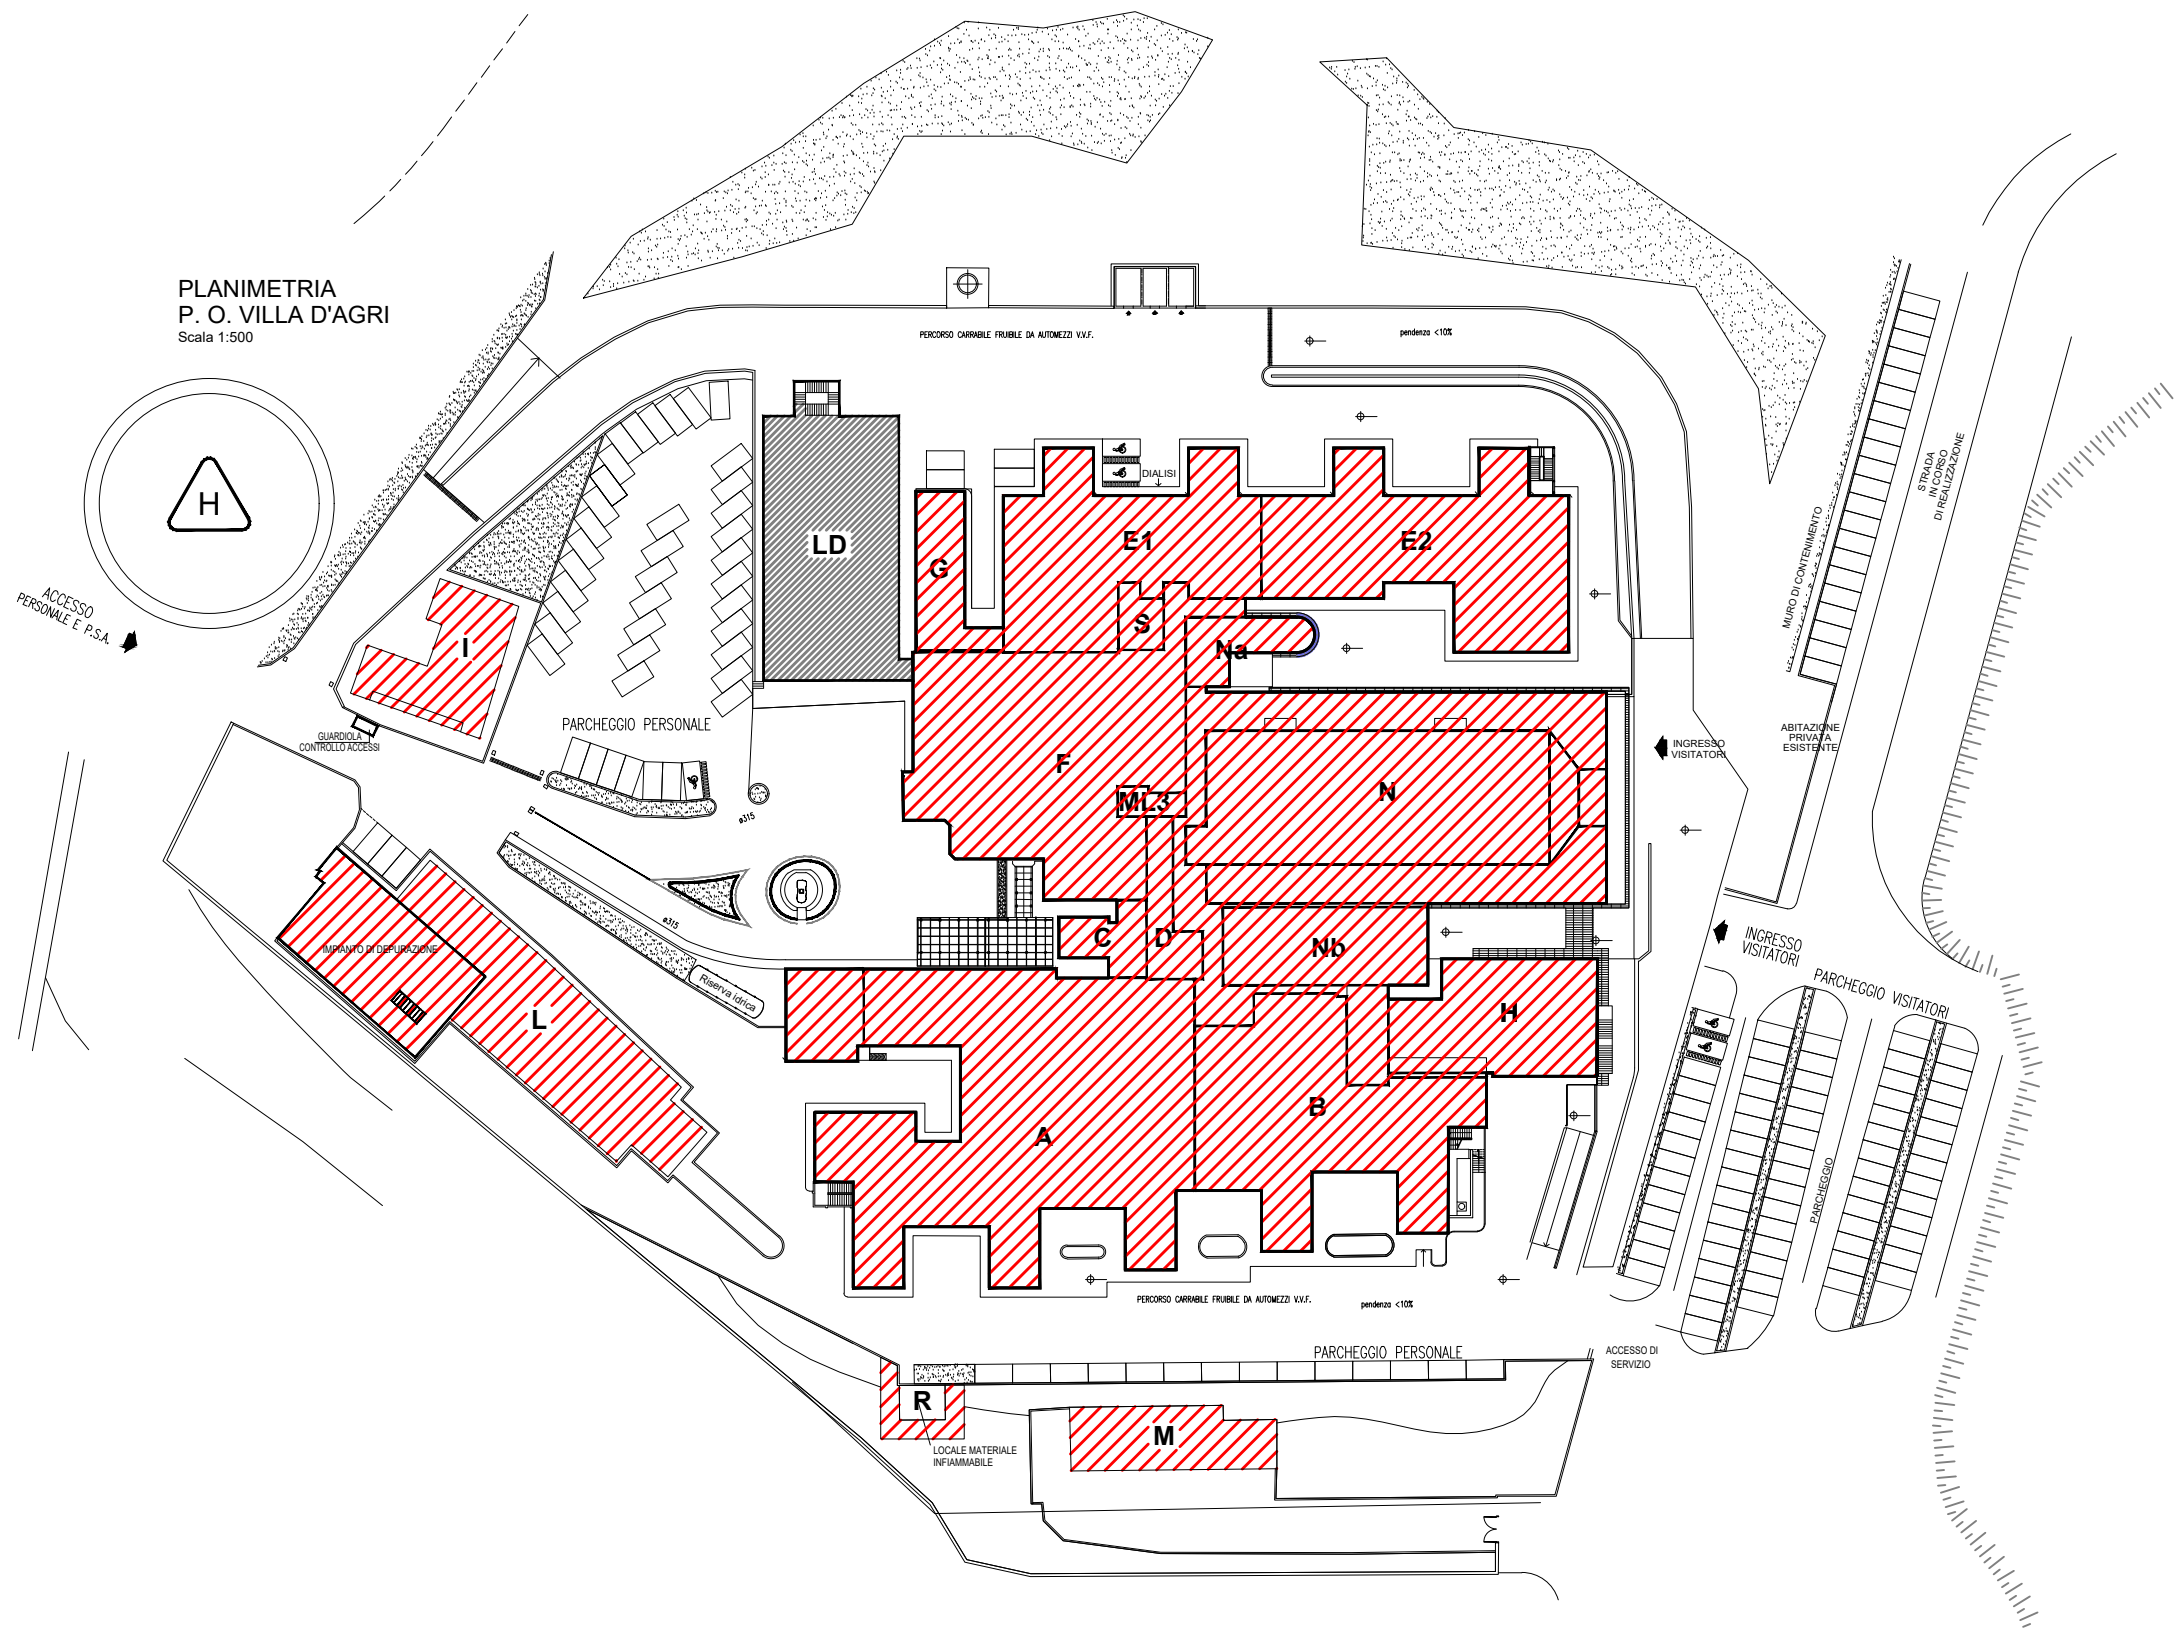 PLANIMETRIA
P. O. VILLA D'AGRI
Scala 1:500
H
ACCESSO
PERSONALE E P.S.A.
PERCORSO CARRABILE FRUIBILE DA AUTOMEZZI V.V.F.
pendenza <10%
DIALISI
LD
G
E1
E2
S
Na
I
GUARDIOLA
CONTROLLO ACCESSI
PARCHEGGIO PERSONALE
ø315
F
ML3
N
INGRESSO
VISITATORI
MURO DI CONTENIMENTO
STRADA
IN CORSO
DI REALIZZAZIONE
ABITAZIONE
PRIVATA
ESISTENTE
IMPIANTO DI DEPURAZIONE
L
ø315
Riserva idrica
C
D
Nb
H
INGRESSO
VISITATORI
PARCHEGGIO VISITATORI
PARCHEGGIO
A
B
PERCORSO CARRABILE FRUIBILE DA AUTOMEZZI V.V.F.
pendenza <10%
PARCHEGGIO PERSONALE
ACCESSO DI
SERVIZIO
R
LOCALE MATERIALE
INFIAMMABILE
M